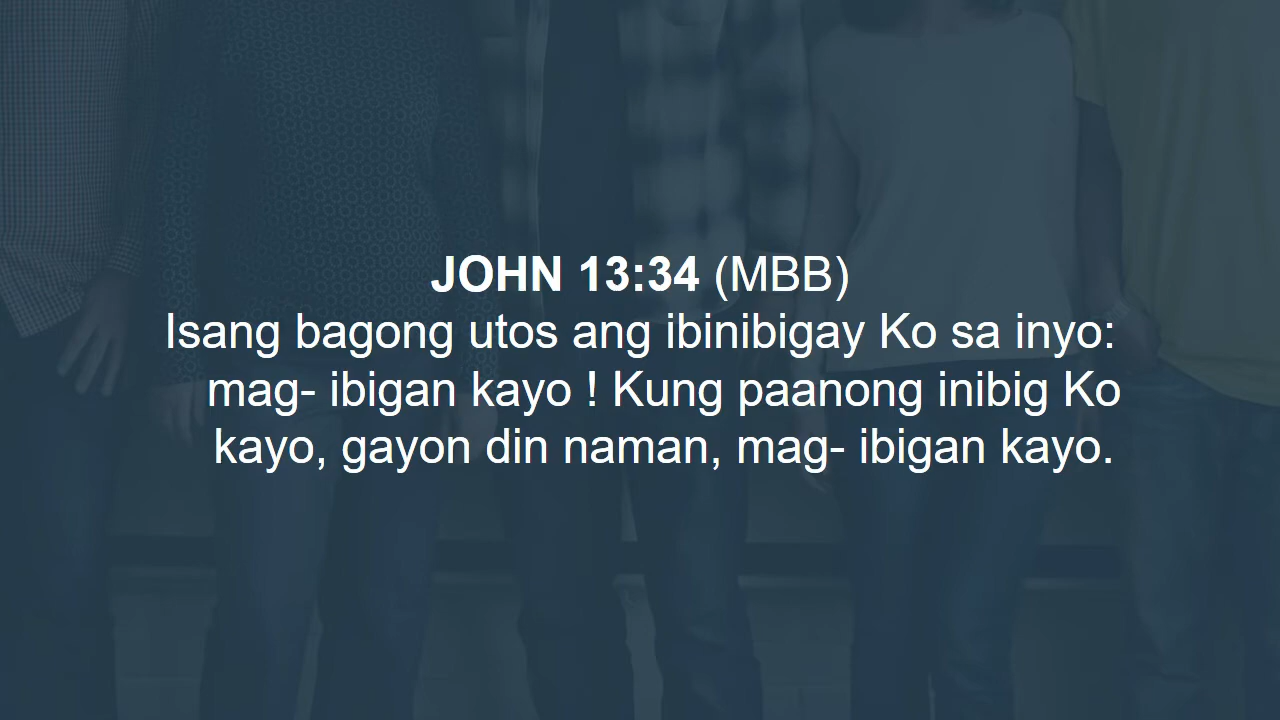 JOHN 13:34 (MBB)
Isang bagong utos ang ibinibigay Ko sa inyo:
mag- ibigan kayo ! Kung paanong inibig Ko
kayo, gayon din naman, mag- ibigan kayo.